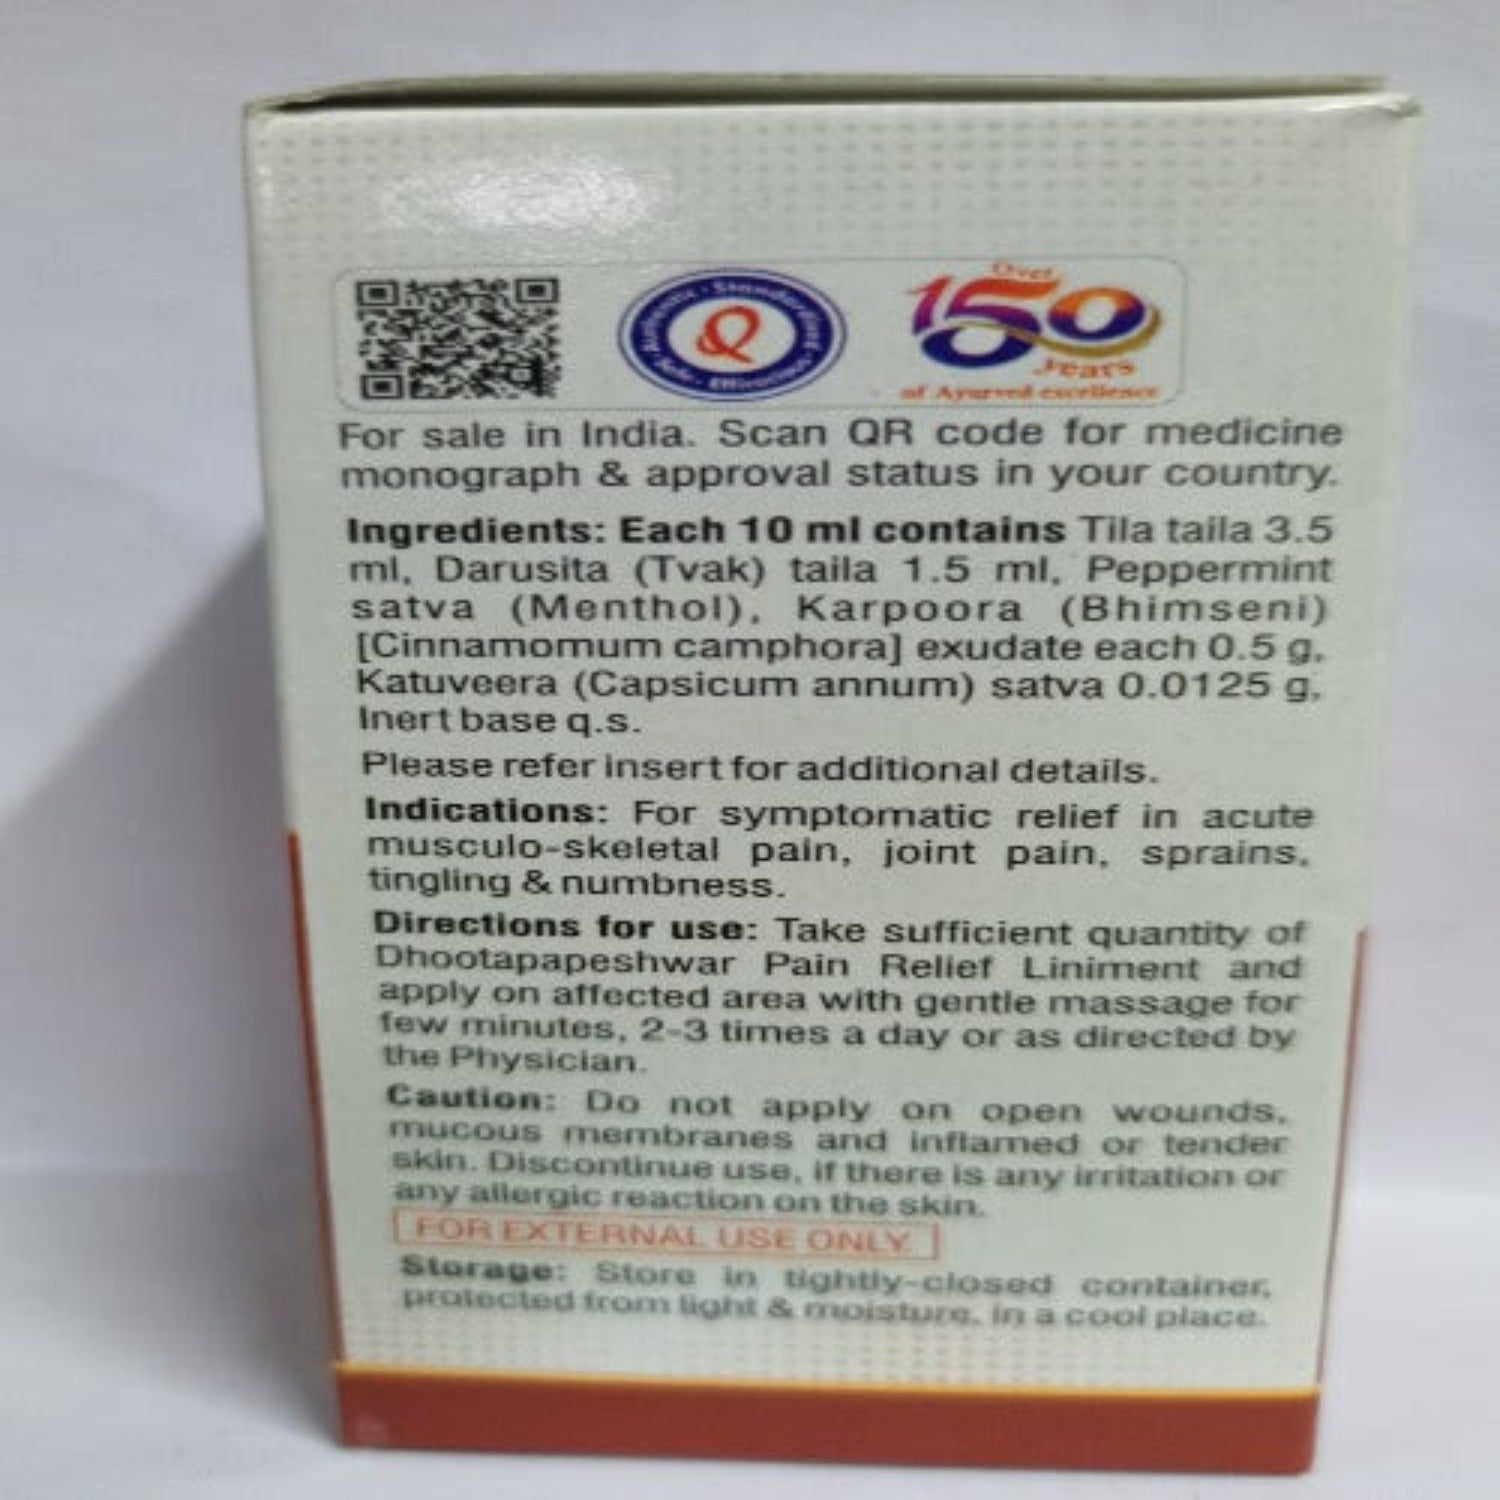 Authentic · Standardized · Safe · Efficacious
Over
150
years
of Ayurved excellence
For sale in India. Scan QR code for medicine
monograph & approval status in your country.
Ingredients: Each 10 ml contains Tila taila 3.5
ml, Darusita (Tvak) taila 1.5 ml, Peppermint
satva (Menthol), Karpoora (Bhimseni)
[Cinnamomum camphora] exudate each 0.5 g,
Katuveera (Capsicum annum) satva 0.0125 g,
Inert base q.s.
Please refer insert for additional details.
Indications: For symptomatic relief in acute
musculo-skeletal pain, joint pain, sprains,
tingling & numbness.
Directions for use: Take sufficient quantity of
Dhootapapeshwar Pain Relief Liniment and
apply on affected area with gentle massage for
few minutes, 2-3 times a day or as directed by
the Physician.
Caution: Do not apply on open wounds,
mucous membranes and inflamed or tender
skin. Discontinue use, if there is any irritation or
any allergic reaction on the skin.
FOR EXTERNAL USE ONLY.
Storage: Store in tightly-closed container,
protected from light & moisture, in a cool place.